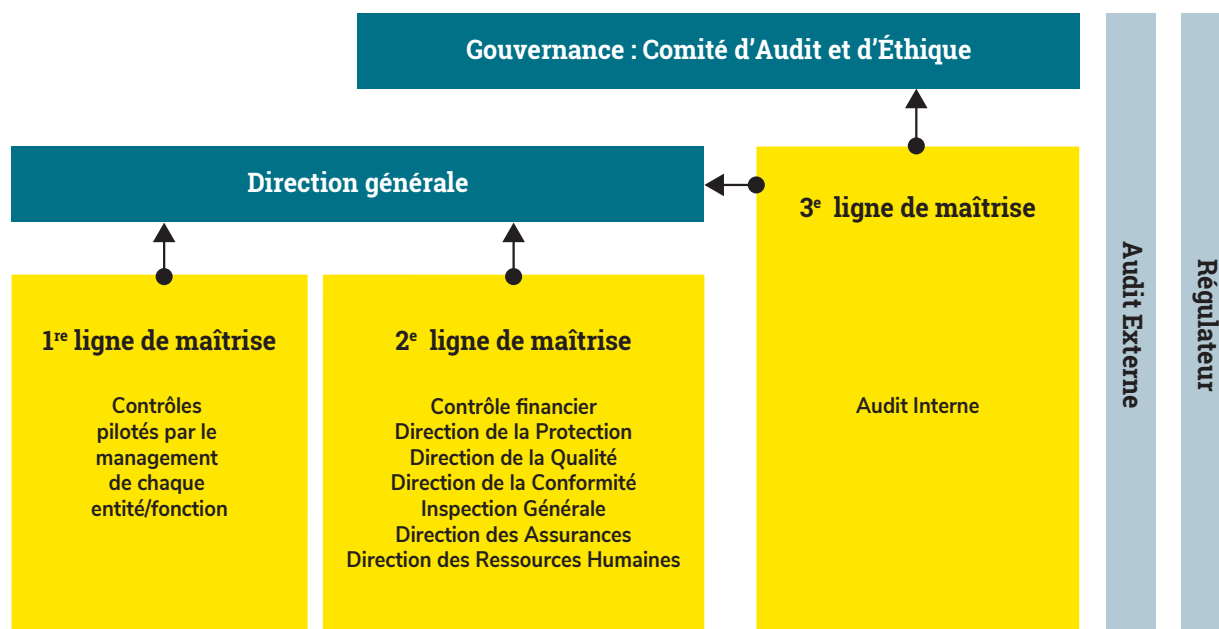 Gouvernance : Comité d'Audit et d'Éthique
Direction générale
1re ligne de maîtrise
Contrôles
pilotés par le
management
de chaque
entité/fonction
2e ligne de maîtrise
Contrôle financier
Direction de la Protection
Direction de la Qualité
Direction de la Conformité
Inspection Générale
Direction des Assurances
Direction des Ressources Humaines
3e ligne de maîtrise
Audit Interne
Audit Externe
Régulateur